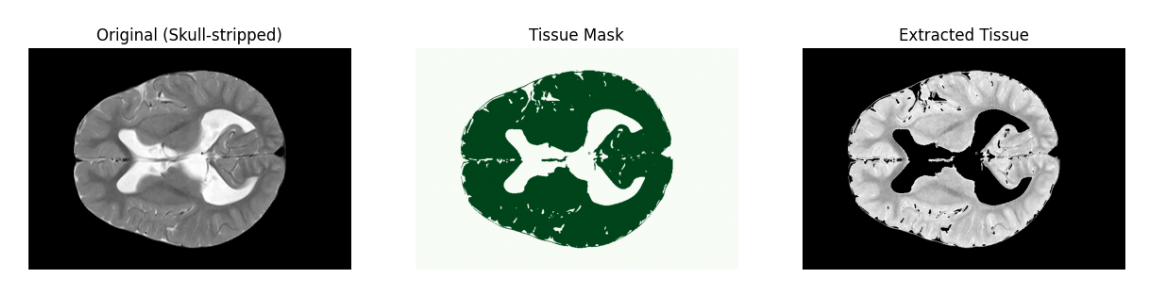 Original (Skull-stripped)
Tissue Mask
Extracted Tissue